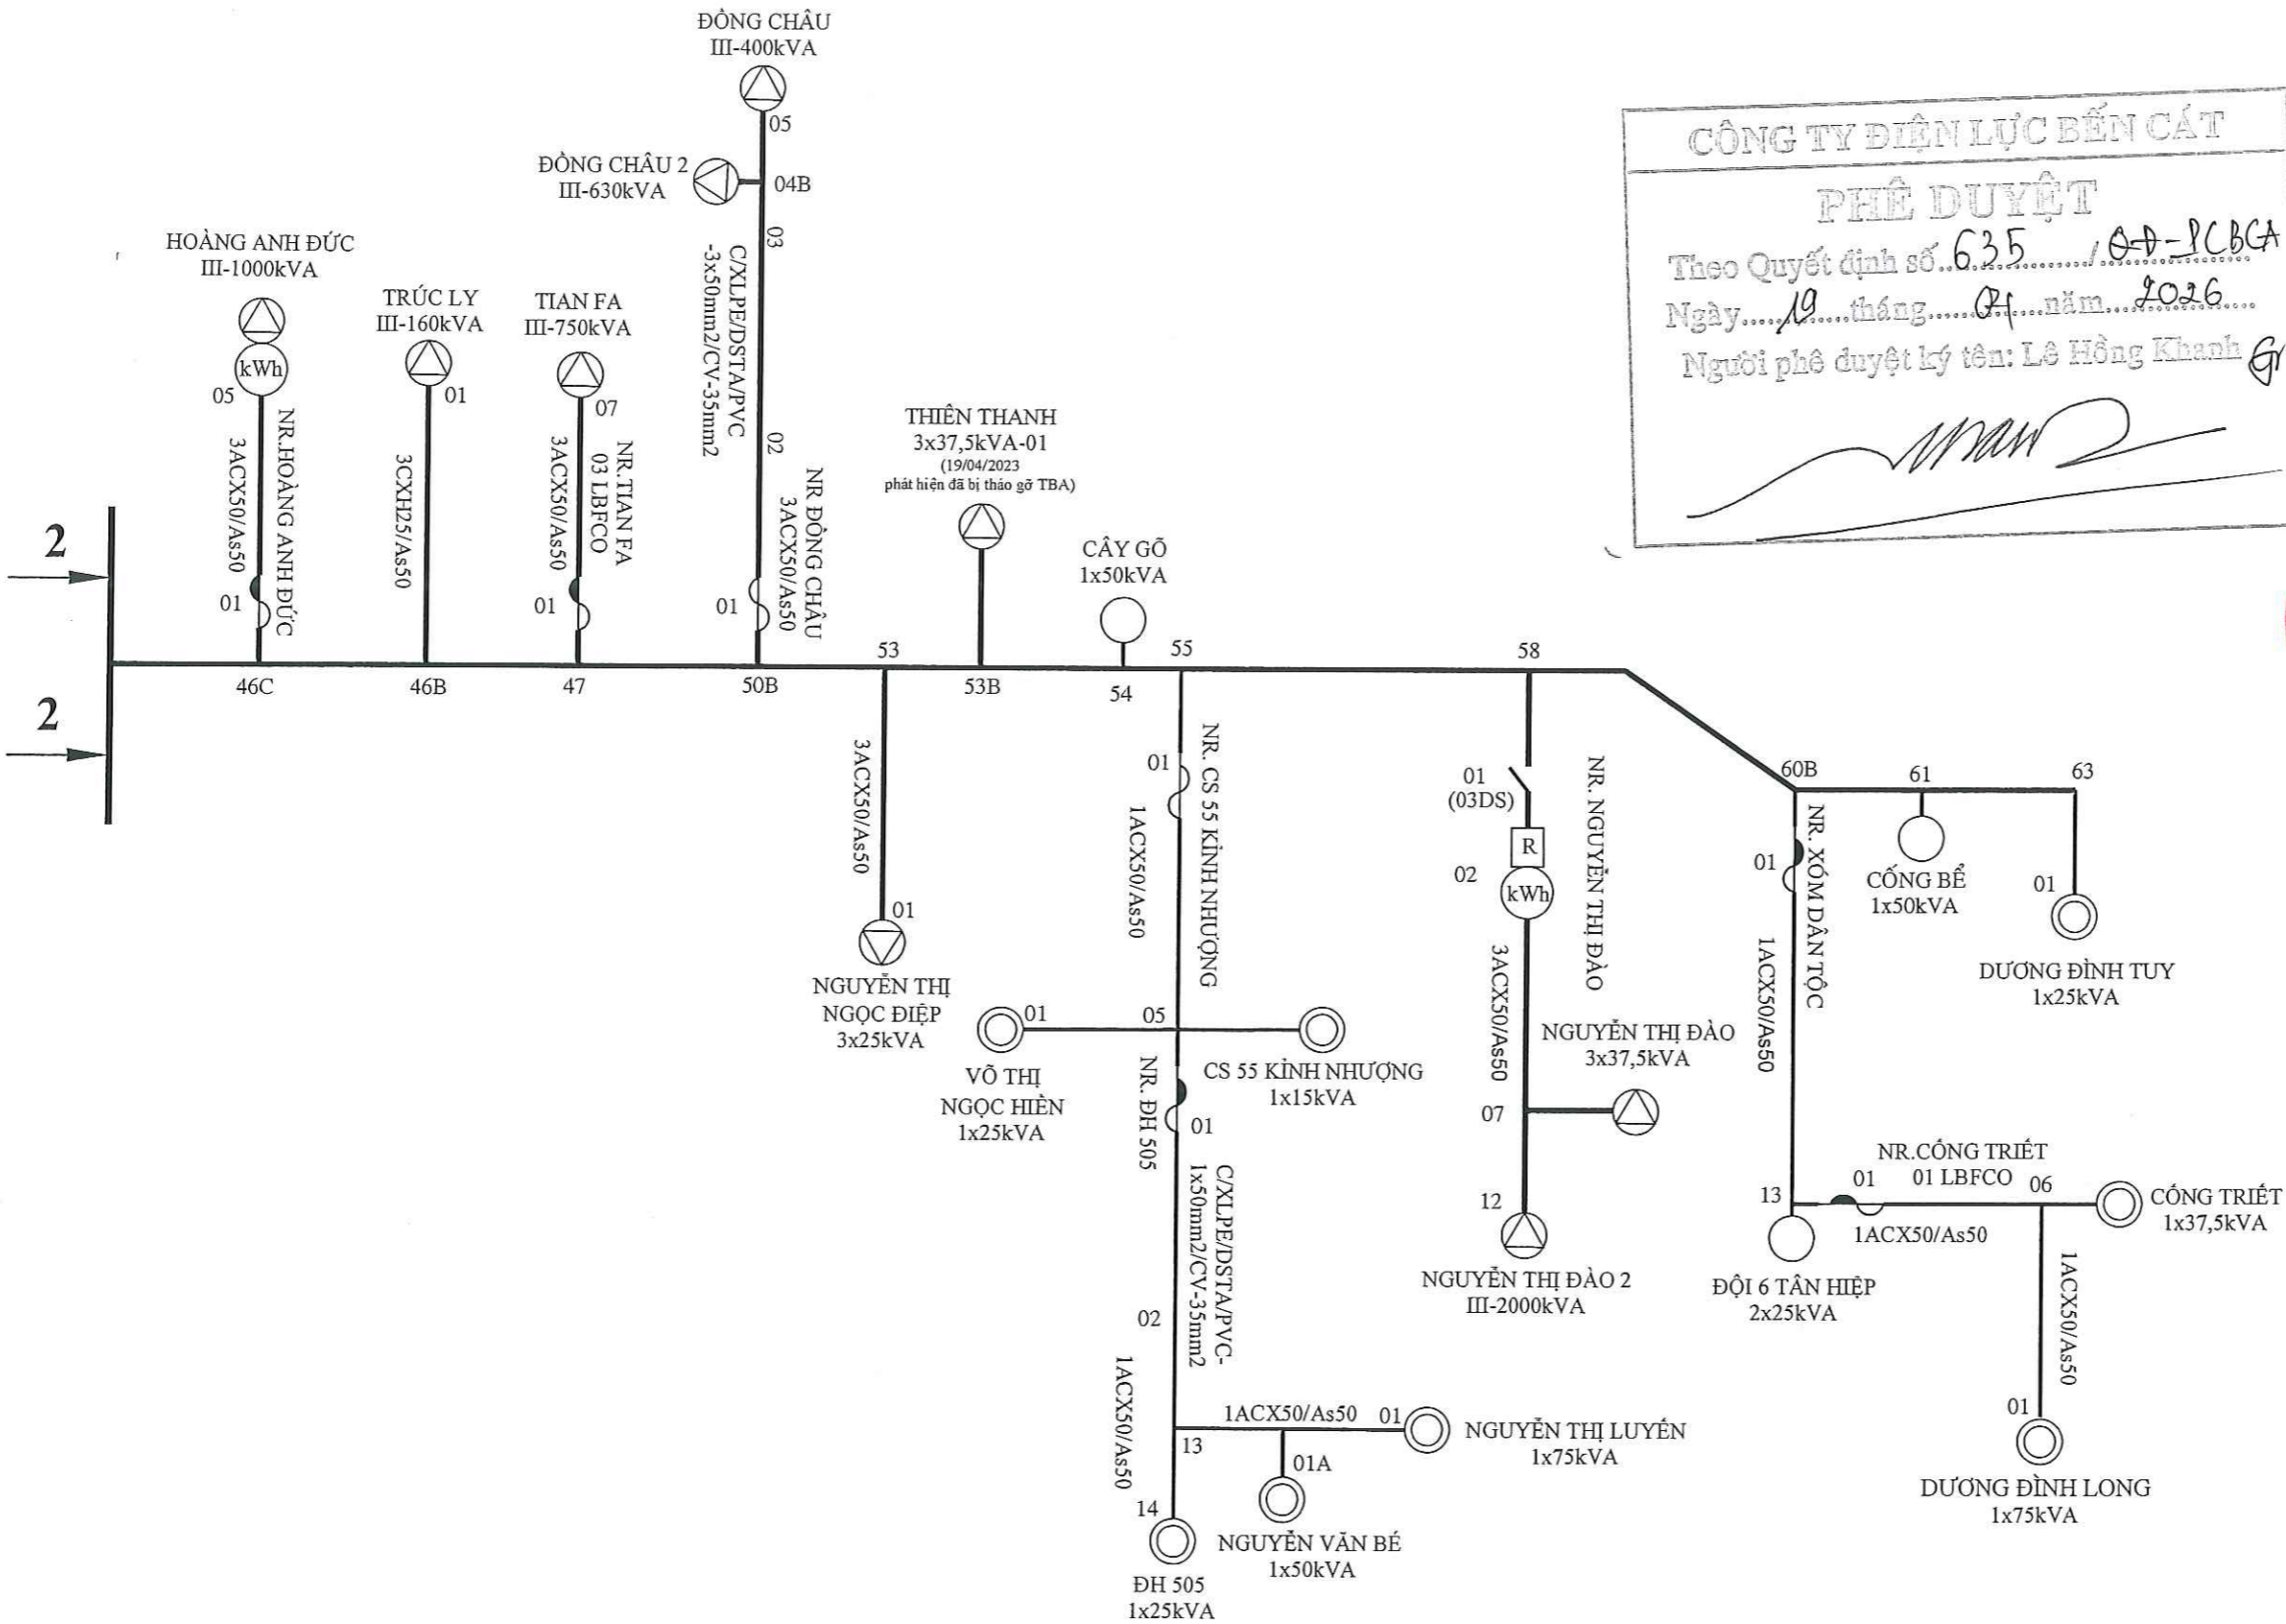 ĐỒNG CHÂU
III-400kVA
05
ĐỒNG CHÂU 2
III-630kVA
04B
03
C/XLPE/DSTA/PVC
-3x50mm2/CV-35mm2
02
NR ĐỒNG CHÂU
3ACX50/As50
01
HOÀNG ANH ĐỨC
III-1000kVA
kWh
05
NR.HOÀNG ANH ĐỨC
3ACX50/As50
01
TRÚC LY
III-160kVA
01
3CXH25/As50
TIAN FA
III-750kVA
07
NR.TIAN FA
03 LBFCO
3ACX50/As50
01
THIÊN THANH
3x37,5kVA-01
(19/04/2023
phát hiện đã bị tháo gỡ TBA)
CÂY GÕ
1x50kVA
CÔNG TY ĐIỆN LỰC BẾN CÁT
PHÊ DUYỆT
Theo Quyết định số 635 / QĐ-PCBCA
Ngày 19 tháng 01 năm 2026
Người phê duyệt ký tên: Lê Hồng Khanh
2
2
46C
46B
47
50B
53
53B
54
55
58
60B
61
63
3ACX50/As50
01
NGUYỄN THỊ
NGỌC ĐIỆP
3x25kVA
01
NR. CS 55 KỈNH NHƯỢNG
1ACX50/As50
01
05
VÕ THỊ
NGỌC HIỀN
1x25kVA
CS 55 KỈNH NHƯỢNG
1x15kVA
NR. ĐH 505
01
C/XLPE/DSTA/PVC-
1x50mm2/CV-35mm2
02
1ACX50/As50
13
1ACX50/As50
01
NGUYỄN THỊ LUYẾN
1x75kVA
01A
NGUYỄN VĂN BÉ
1x50kVA
14
ĐH 505
1x25kVA
01
(03DS)
R
02
kWh
NR. NGUYỄN THỊ ĐÀO
3ACX50/As50
NGUYỄN THỊ ĐÀO
3x37,5kVA
07
12
NGUYỄN THỊ ĐÀO 2
III-2000kVA
01
NR. XÓM DÂN TỘC
1ACX50/As50
CỐNG BỂ
1x50kVA
01
DƯƠNG ĐÌNH TUY
1x25kVA
13
ĐỘI 6 TÂN HIỆP
2x25kVA
NR.CÔNG TRIẾT
01 LBFCO
01
06
1ACX50/As50
CÔNG TRIẾT
1x37,5kVA
1ACX50/As50
01
DƯƠNG ĐÌNH LONG
1x75kVA